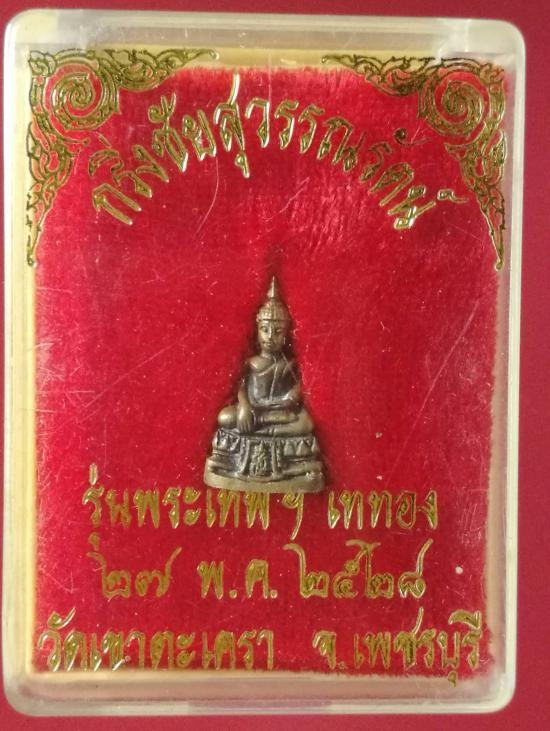 กริ่งชัยสุวรรณรัตน์
รุ่นพระเทพฯ เททอง
๒๗ พ.ค. ๒๕๒๘
วัดเขาตะเครา จ.เพชรบุรี